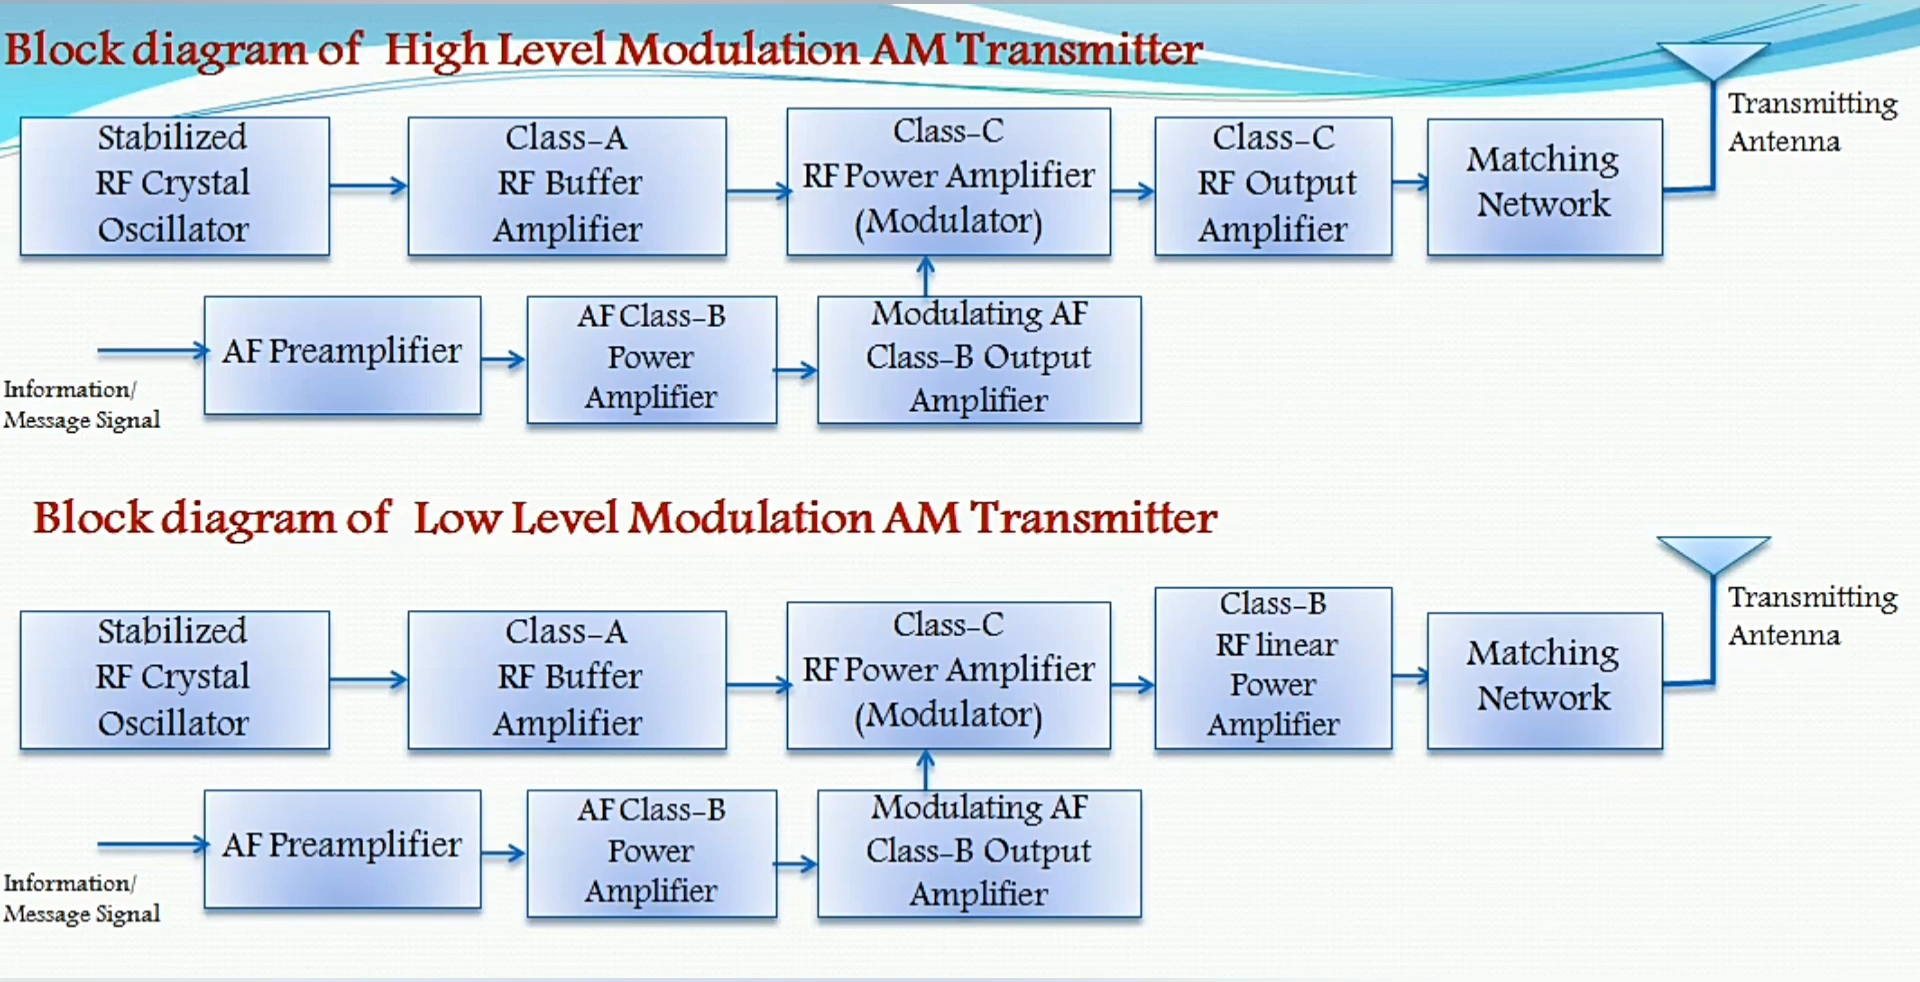 Block diagram of High Level Modulation AM Transmitter
Stabilized
RF Crystal
Oscillator
Class-A
RF Buffer
Amplifier
Class-C
RF Power Amplifier
(Modulator)
Class-C
RF Output
Amplifier
Matching
Network
Transmitting
Antenna
Information/
Message Signal
AF Preamplifier
AF Class-B
Power
Amplifier
Modulating AF
Class-B Output
Amplifier
Block diagram of Low Level Modulation AM Transmitter
Stabilized
RF Crystal
Oscillator
Class-A
RF Buffer
Amplifier
Class-C
RF Power Amplifier
(Modulator)
Class-B
RF linear
Power
Amplifier
Matching
Network
Transmitting
Antenna
Information/
Message Signal
AF Preamplifier
AF Class-B
Power
Amplifier
Modulating AF
Class-B Output
Amplifier